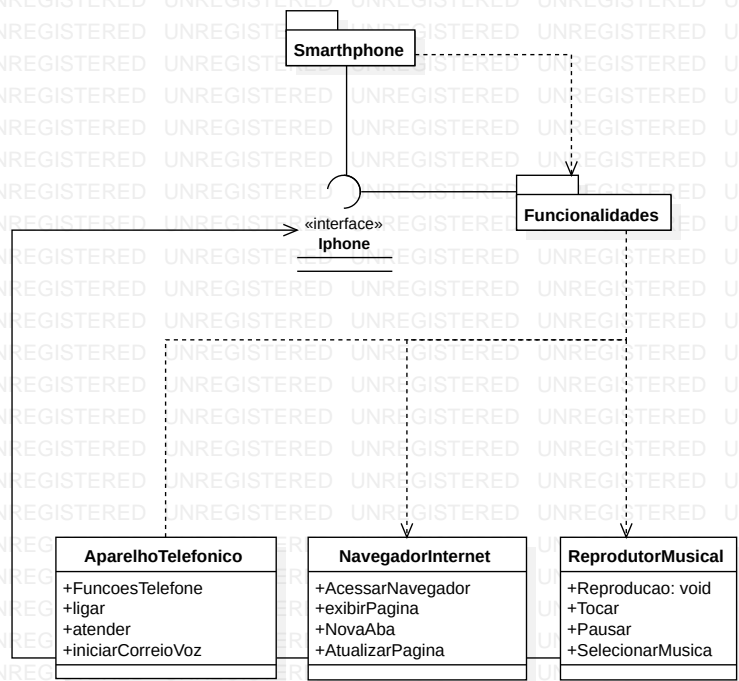 Smarthphone
Funcionalidades
«interface»
Iphone
AparelhoTelefonico
+FuncoesTelefone
+ligar
+atender
+iniciarCorreioVoz
NavegadorInternet
+AcessarNavegador
+exibirPagina
+NovaAba
+AtualizarPagina
ReprodutorMusical
+Reproducao: void
+Tocar
+Pausar
+SelecionarMusica
UNREGISTERED